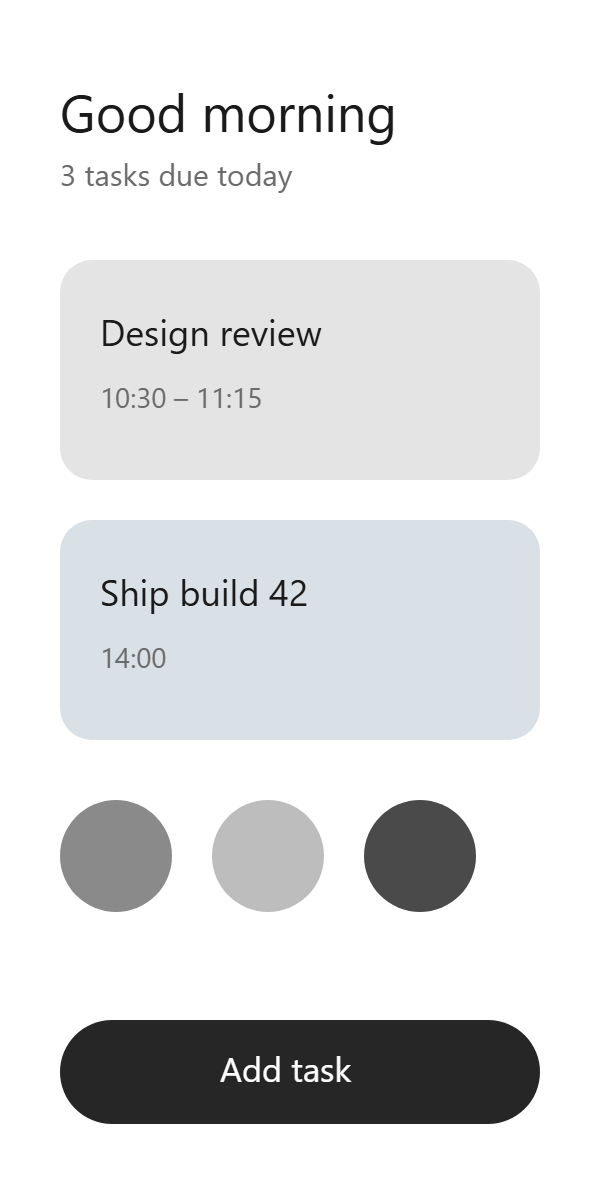 Good morning
3 tasks due today
Design review
10:30 – 11:15
Ship build 42
14:00
Add task